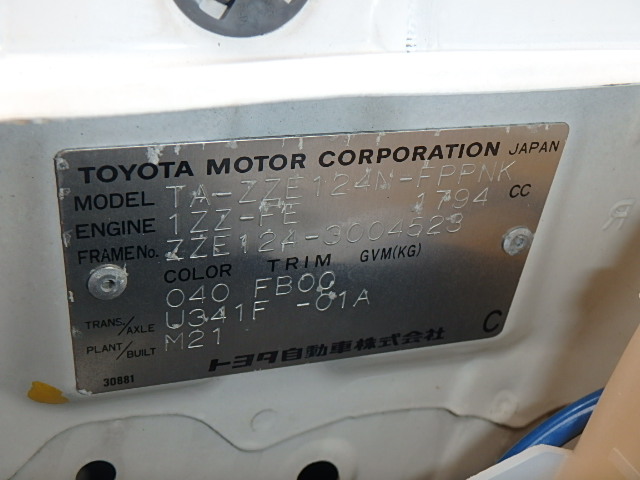 TOYOTA MOTOR CORPORATION JAPAN
MODEL TA-ZZE124N-FPPNK
ENGINE 1ZZ-FE 1794 CC
FRAME No. ZZE124-3004523
COLOR TRIM GVM(KG)
040 FB00
TRANS./AXLE U341F -01A
PLANT/BUILT M21
C
トヨタ自動車株式会社
30881